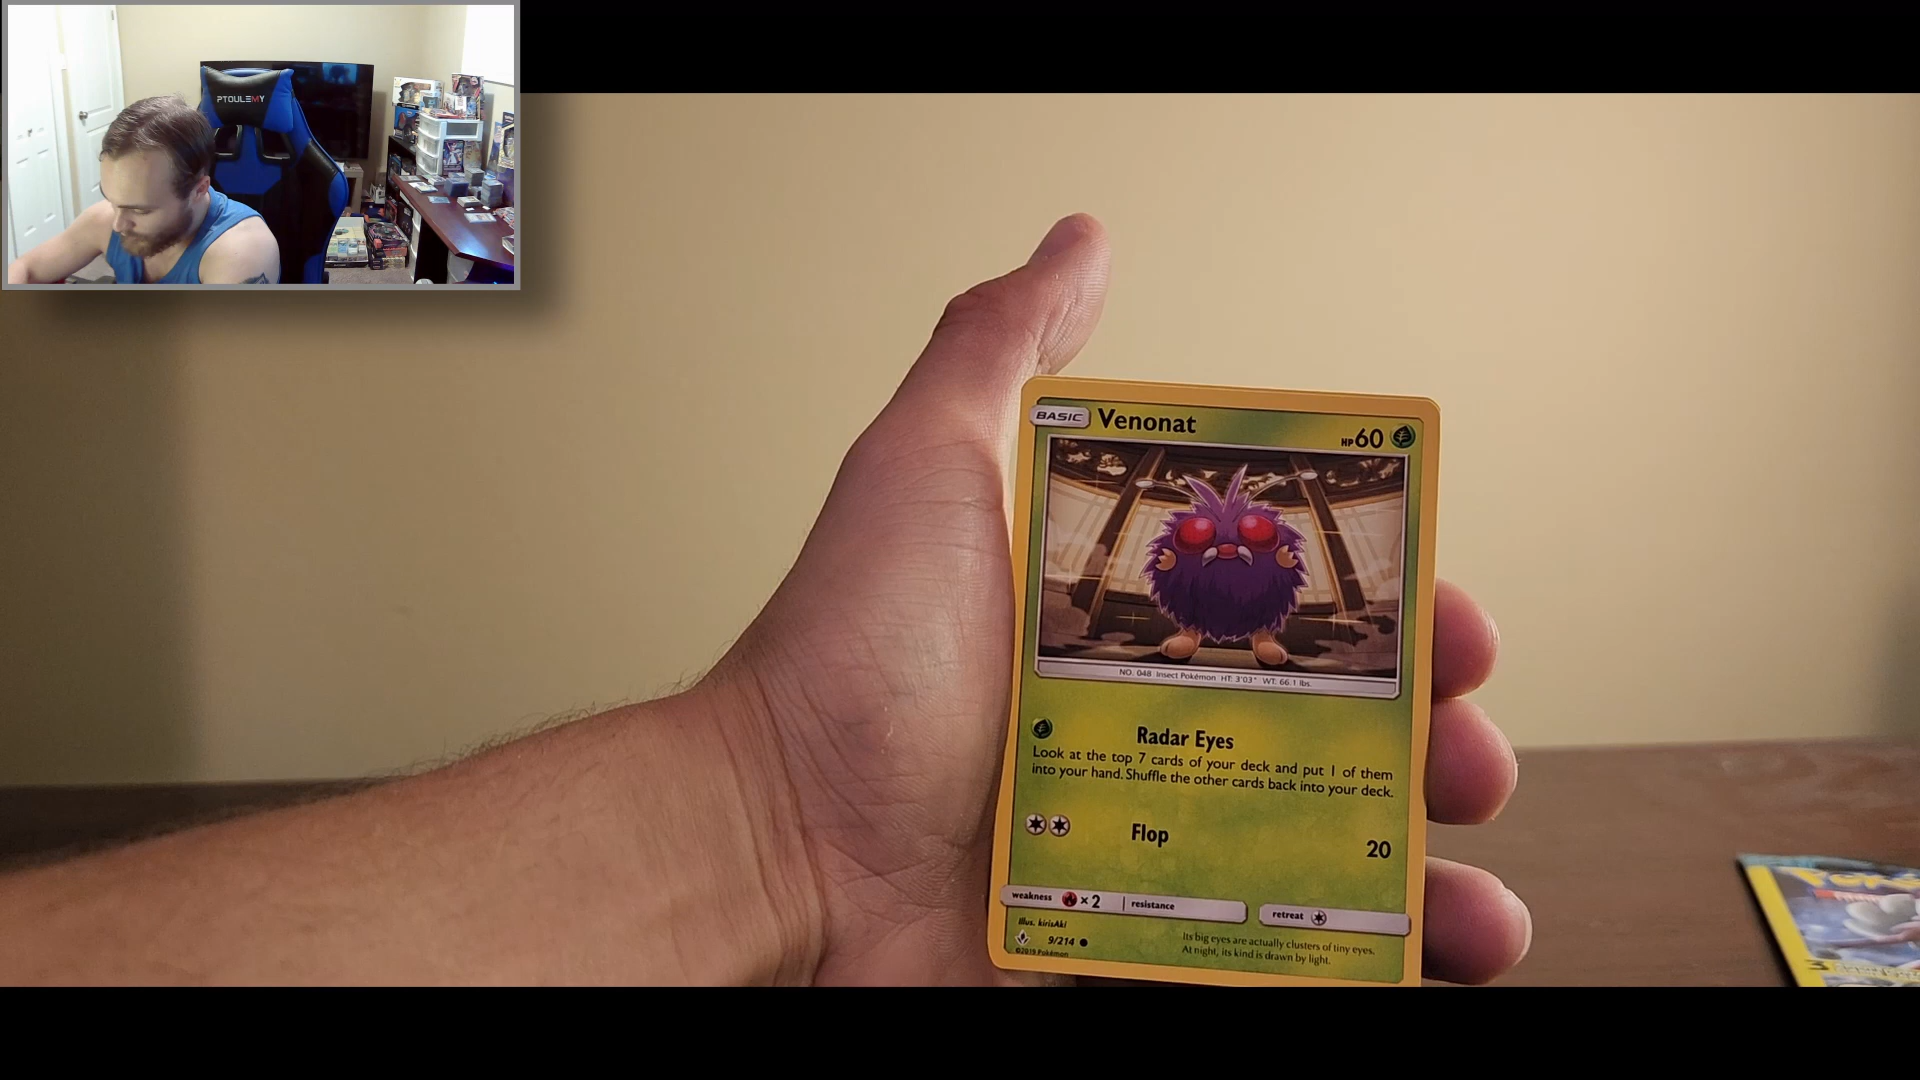 PTOULEMY
BASIC Venonat HP60
NO. 048 Insect Pokémon HT: 3'03" WT: 66.1 lbs.
Radar Eyes
Look at the top 7 cards of your deck and put 1 of them
into your hand. Shuffle the other cards back into your deck.
Flop 20
weakness ×2 resistance retreat
Illus. kirisAki
9/214
©2019 Pokémon
Its big eyes are actually clusters of tiny eyes.
At night, its kind is drawn by light.
3